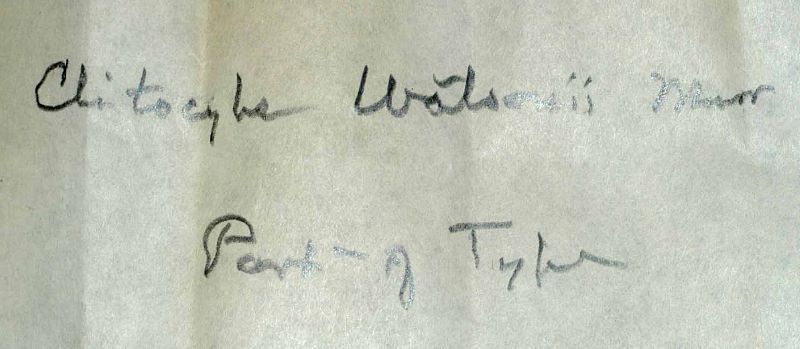 Clitocybe Watsonii Murr
Part of Type